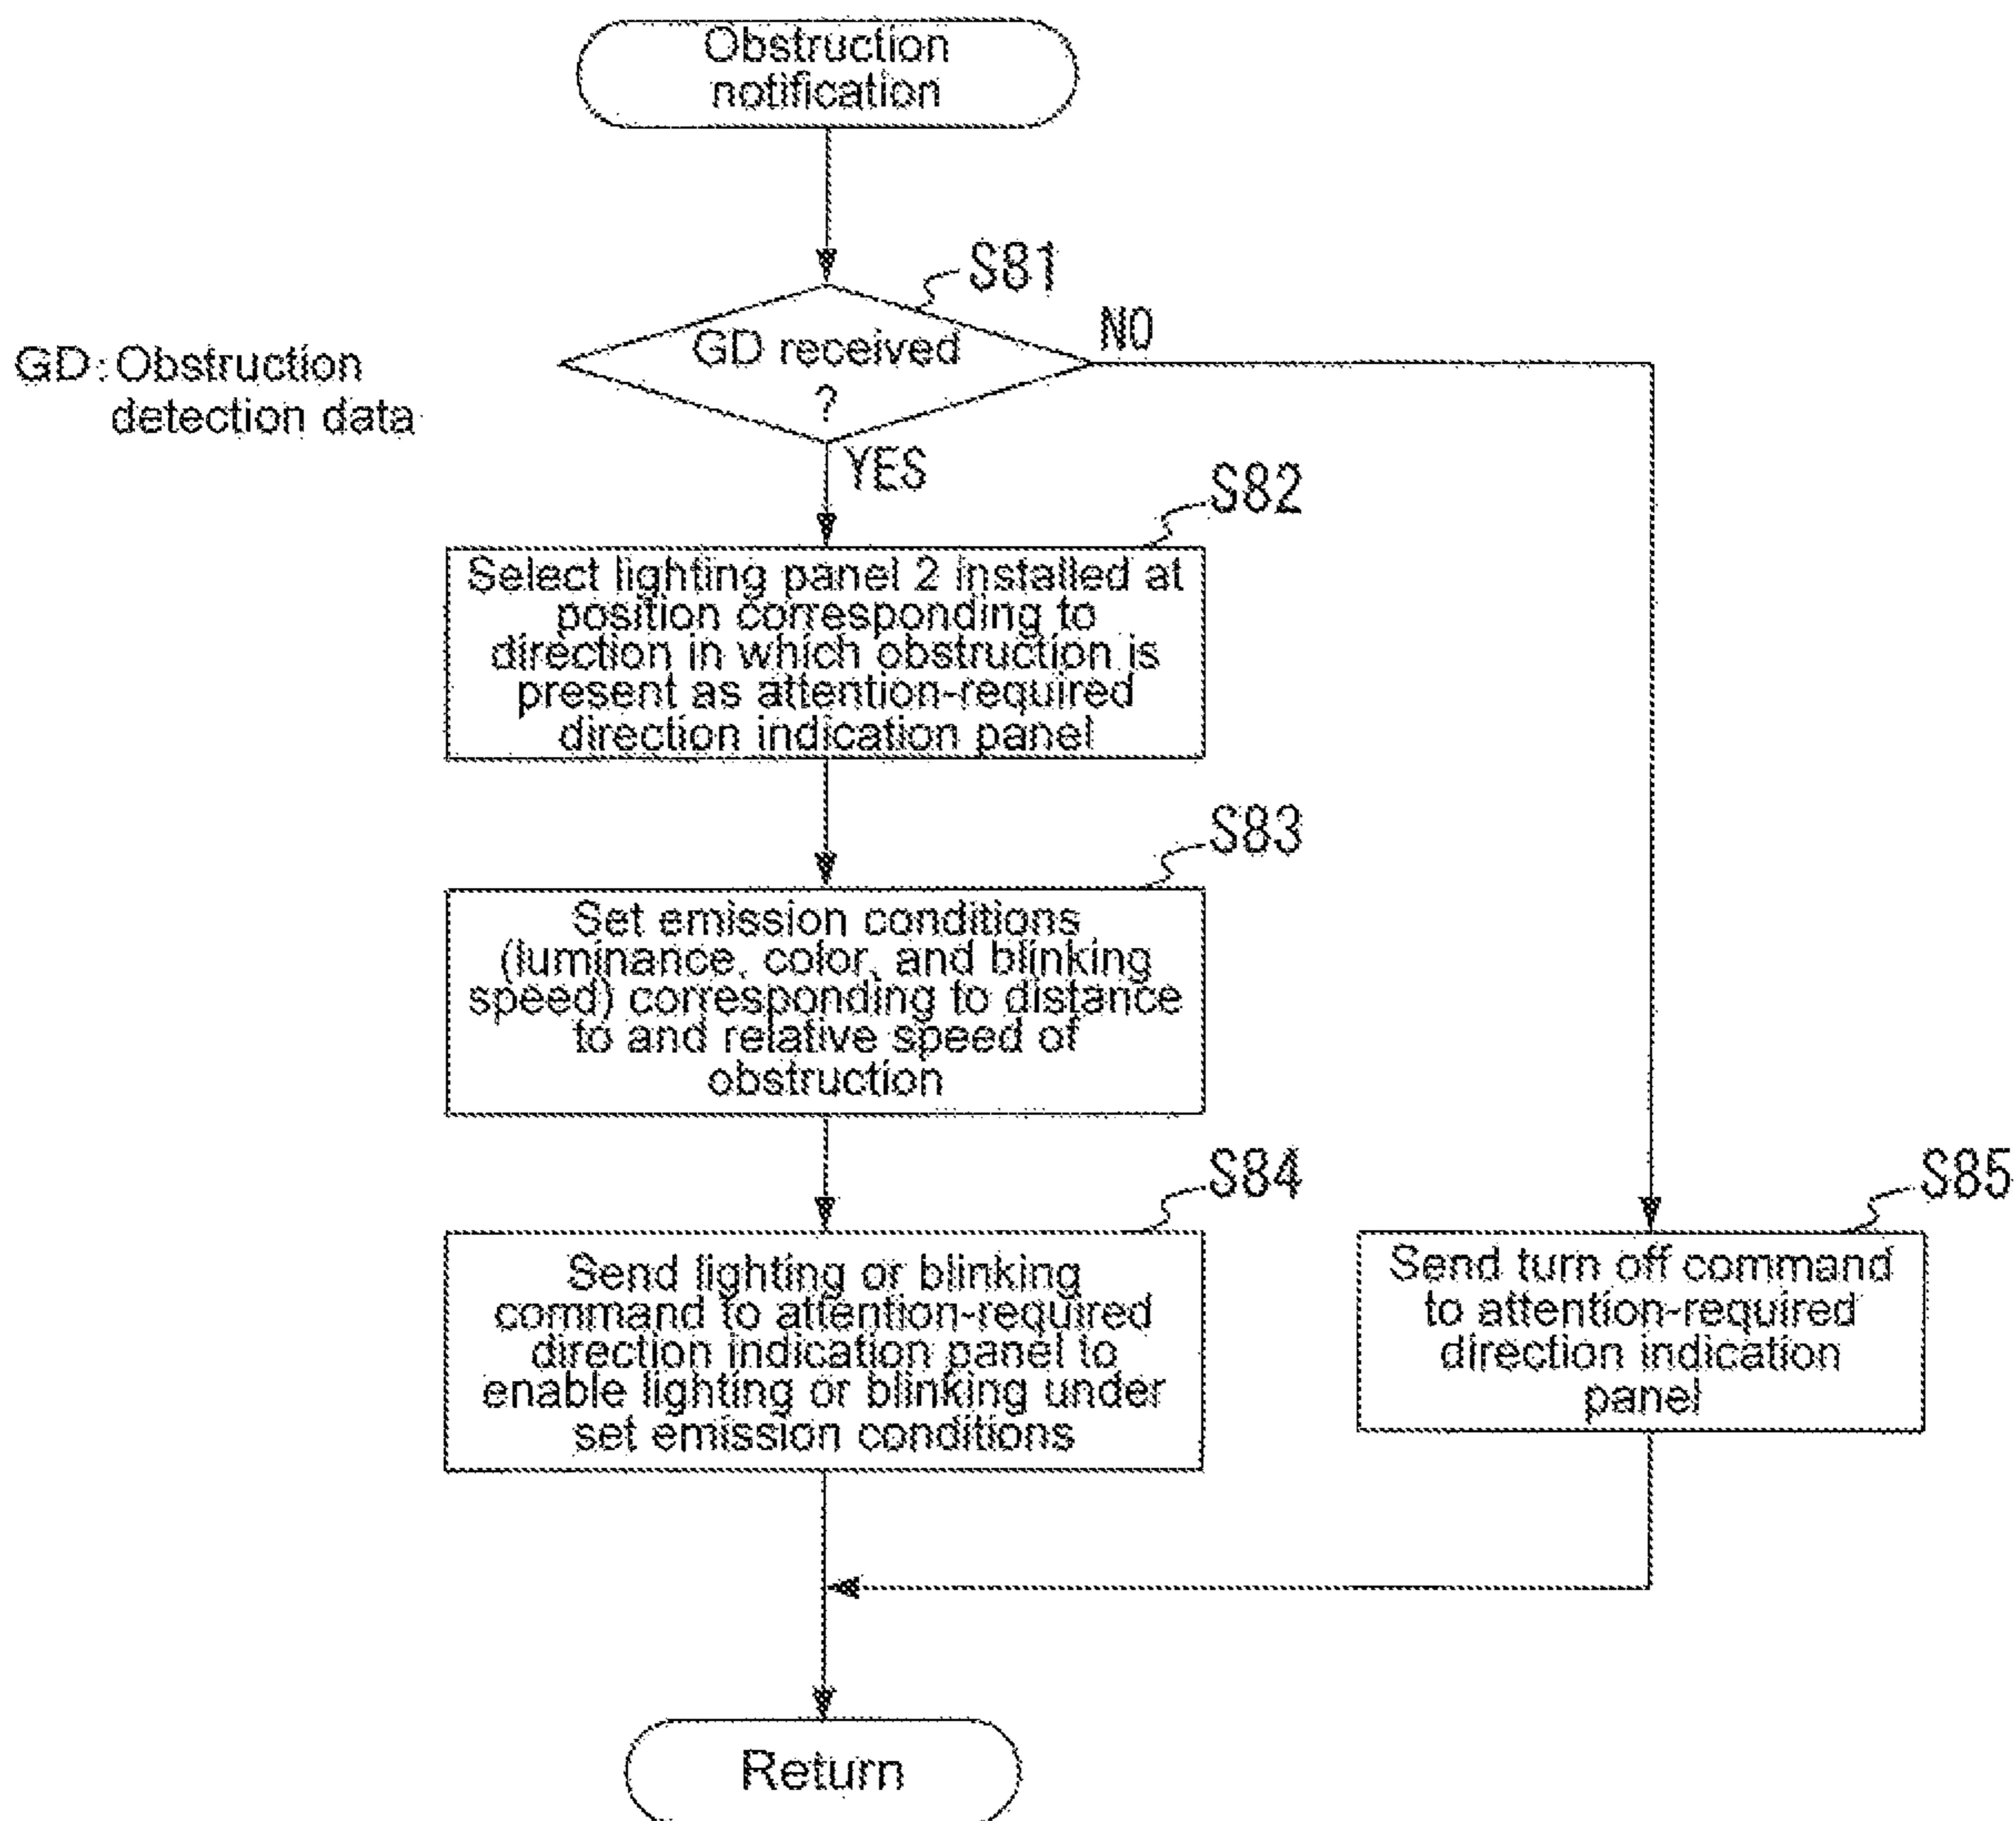 Obstruction
notification
S81
GD received
?
NO
GD: Obstruction
detection data
YES
S82
Select lighting panel 2 installed at
position corresponding to
direction in which obstruction is
present as attention-required
direction indication panel
S83
Set emission conditions
(luminance, color, and blinking
speed) corresponding to distance
to and relative speed of
obstruction
S84
Send lighting or blinking
command to attention-required
direction indication panel to
enable lighting or blinking under
set emission conditions
S85
Send turn off command
to attention-required
direction indication
panel
Return